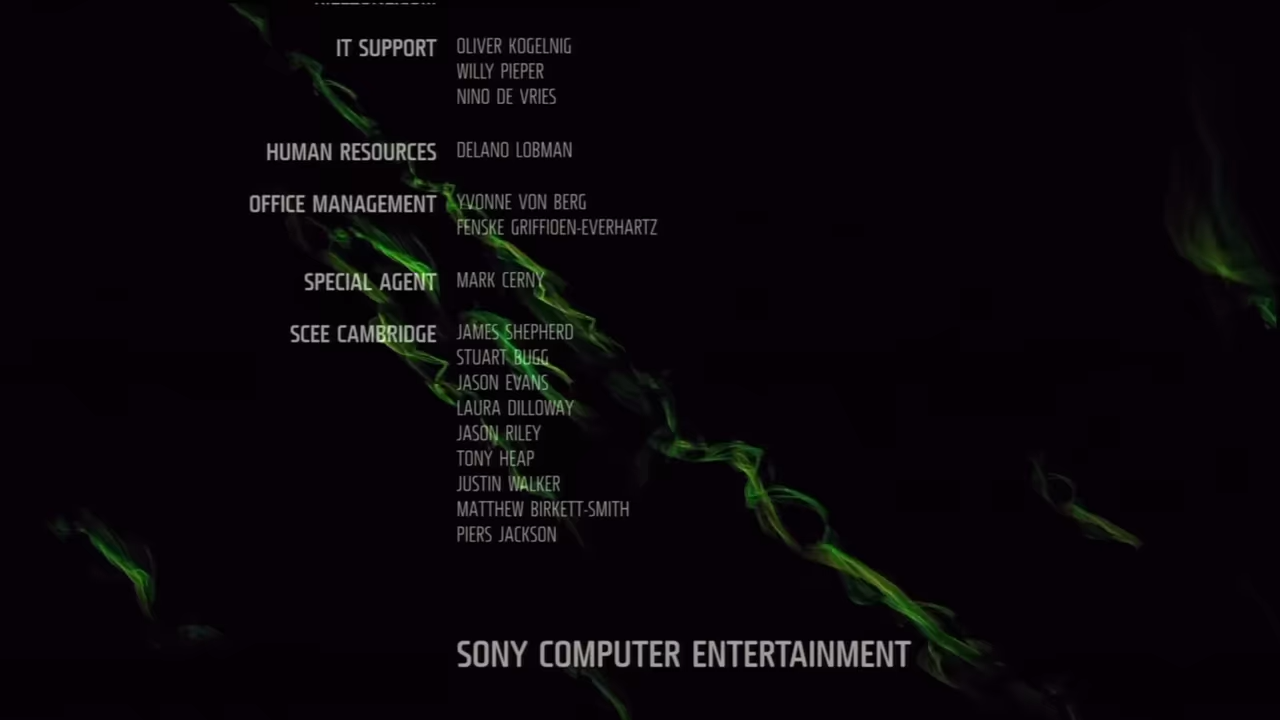 IT SUPPORT OLIVER KOGELNIG
WILLY PIEPER
NINO DE VRIES
HUMAN RESOURCES DELANO LOBMAN
OFFICE MANAGEMENT YVONNE VON BERG
FENSKE GRIFFIOEN-EVERHARTZ
SPECIAL AGENT MARK CERNY
SCEE CAMBRIDGE JAMES SHEPHERD
STUART BUGG
JASON EVANS
LAURA DILLOWAY
JASON RILEY
TONY HEAP
JUSTIN WALKER
MATTHEW BIRKETT-SMITH
PIERS JACKSON
SONY COMPUTER ENTERTAINMENT